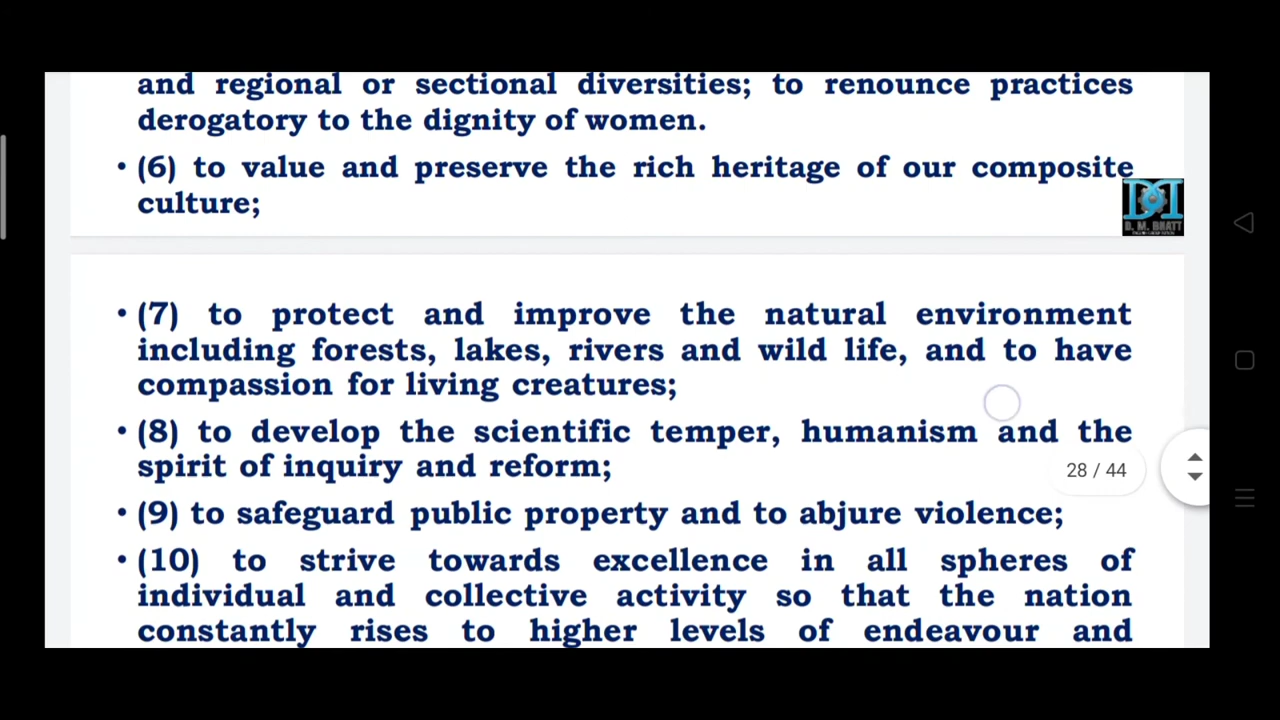 and regional or sectional diversities; to renounce practices
derogatory to the dignity of women.
• (6) to value and preserve the rich heritage of our composite
culture;
D. M. BHATT
• (7) to protect and improve the natural environment
including forests, lakes, rivers and wild life, and to have
compassion for living creatures;
• (8) to develop the scientific temper, humanism and the
spirit of inquiry and reform;
28 / 44
• (9) to safeguard public property and to abjure violence;
• (10) to strive towards excellence in all spheres of
individual and collective activity so that the nation
constantly rises to higher levels of endeavour and